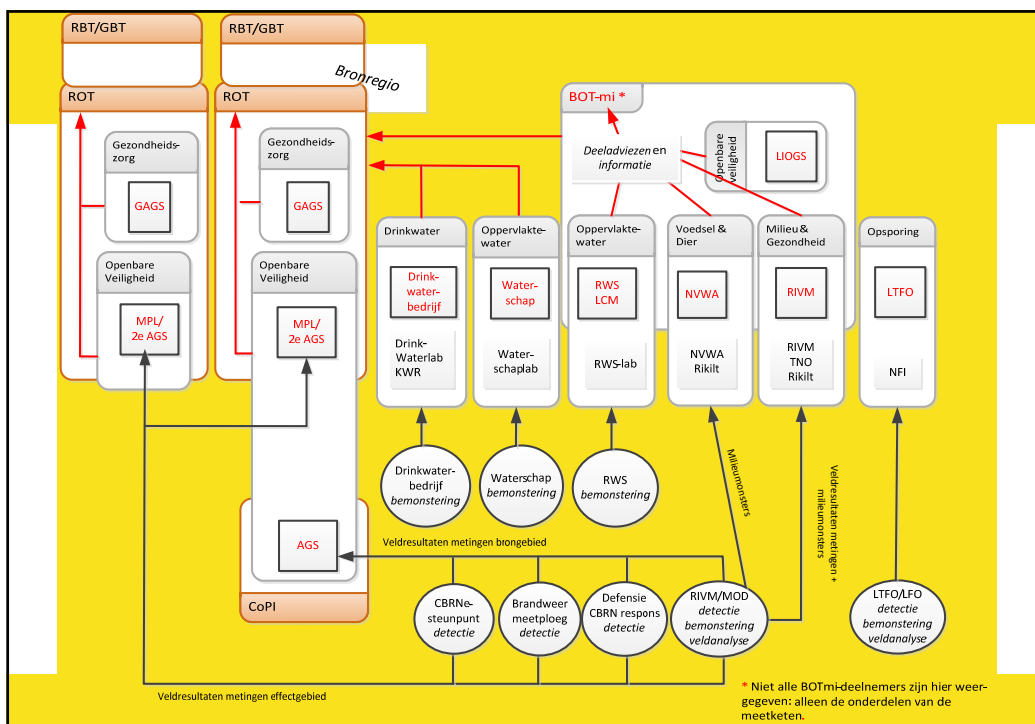 RBT/GBT
RBT/GBT
Bronregio
ROT
ROT
BOT-mi *
Gezondheids-
zorg
GAGS
Gezondheids-
zorg
GAGS
Deeladviezen en
informatie
Openbare
veiligheid
LIOGS
Openbare
Veiligheid
MPL/
2e AGS
Openbare
Veiligheid
MPL/
2e AGS
Drinkwater
Drink-
water-
bedrijf
Drink-
Waterlab
KWR
Oppervlakte-
water
Water-
schap
Water-
schaplab
Oppervlakte-
water
RWS
LCM
RWS-lab
Voedsel &
Dier
NVWA
NVWA
Rikilt
Milieu &
Gezondheid
RIVM
RIVM
TNO
Rikilt
Opsporing
LTFO
NFI
Drinkwater-
bedrijf
bemonstering
Waterschap
bemonstering
RWS
bemonstering
Milieumonsters
Veldresultaten metingen +
milieumonsters
Veldresultaten metingen brongebied
AGS
CoPI
CBRNe-
steunpunt
detectie
Brandweer
meetploeg
detectie
Defensie
CBRN respons
detectie
RIVM/MOD
detectie
bemonstering
veldanalyse
LTFO/LFO
detectie
bemonstering
veldanalyse
Veldresultaten metingen effectgebied
* Niet alle BOTmi-deelnemers zijn hier weer-
gegeven: alleen de onderdelen van de
meetketen.